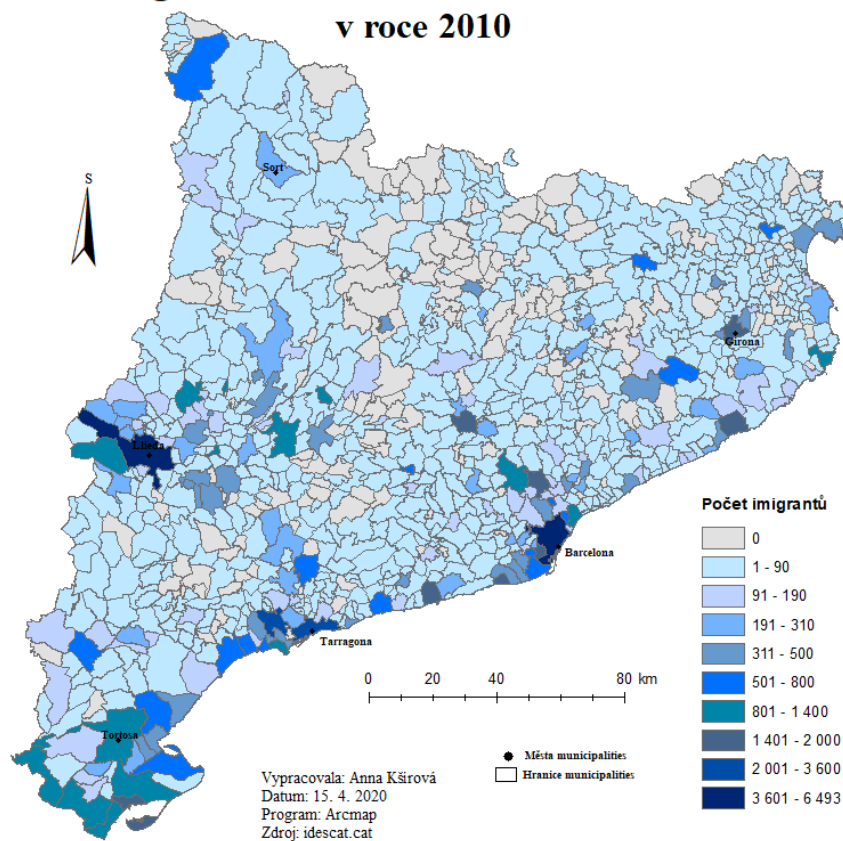 v roce 2010
S
Sort
Girona
Lleida
Barcelona
Tarragona
Tortosa
0 20 40 80 km
Města municipalities
Hranice municipalities
Vypracovala: Anna Kšírová
Datum: 15. 4. 2020
Program: Arcmap
Zdroj: idescat.cat
Počet imigrantů
0
1 - 90
91 - 190
191 - 310
311 - 500
501 - 800
801 - 1 400
1 401 - 2 000
2 001 - 3 600
3 601 - 6 493